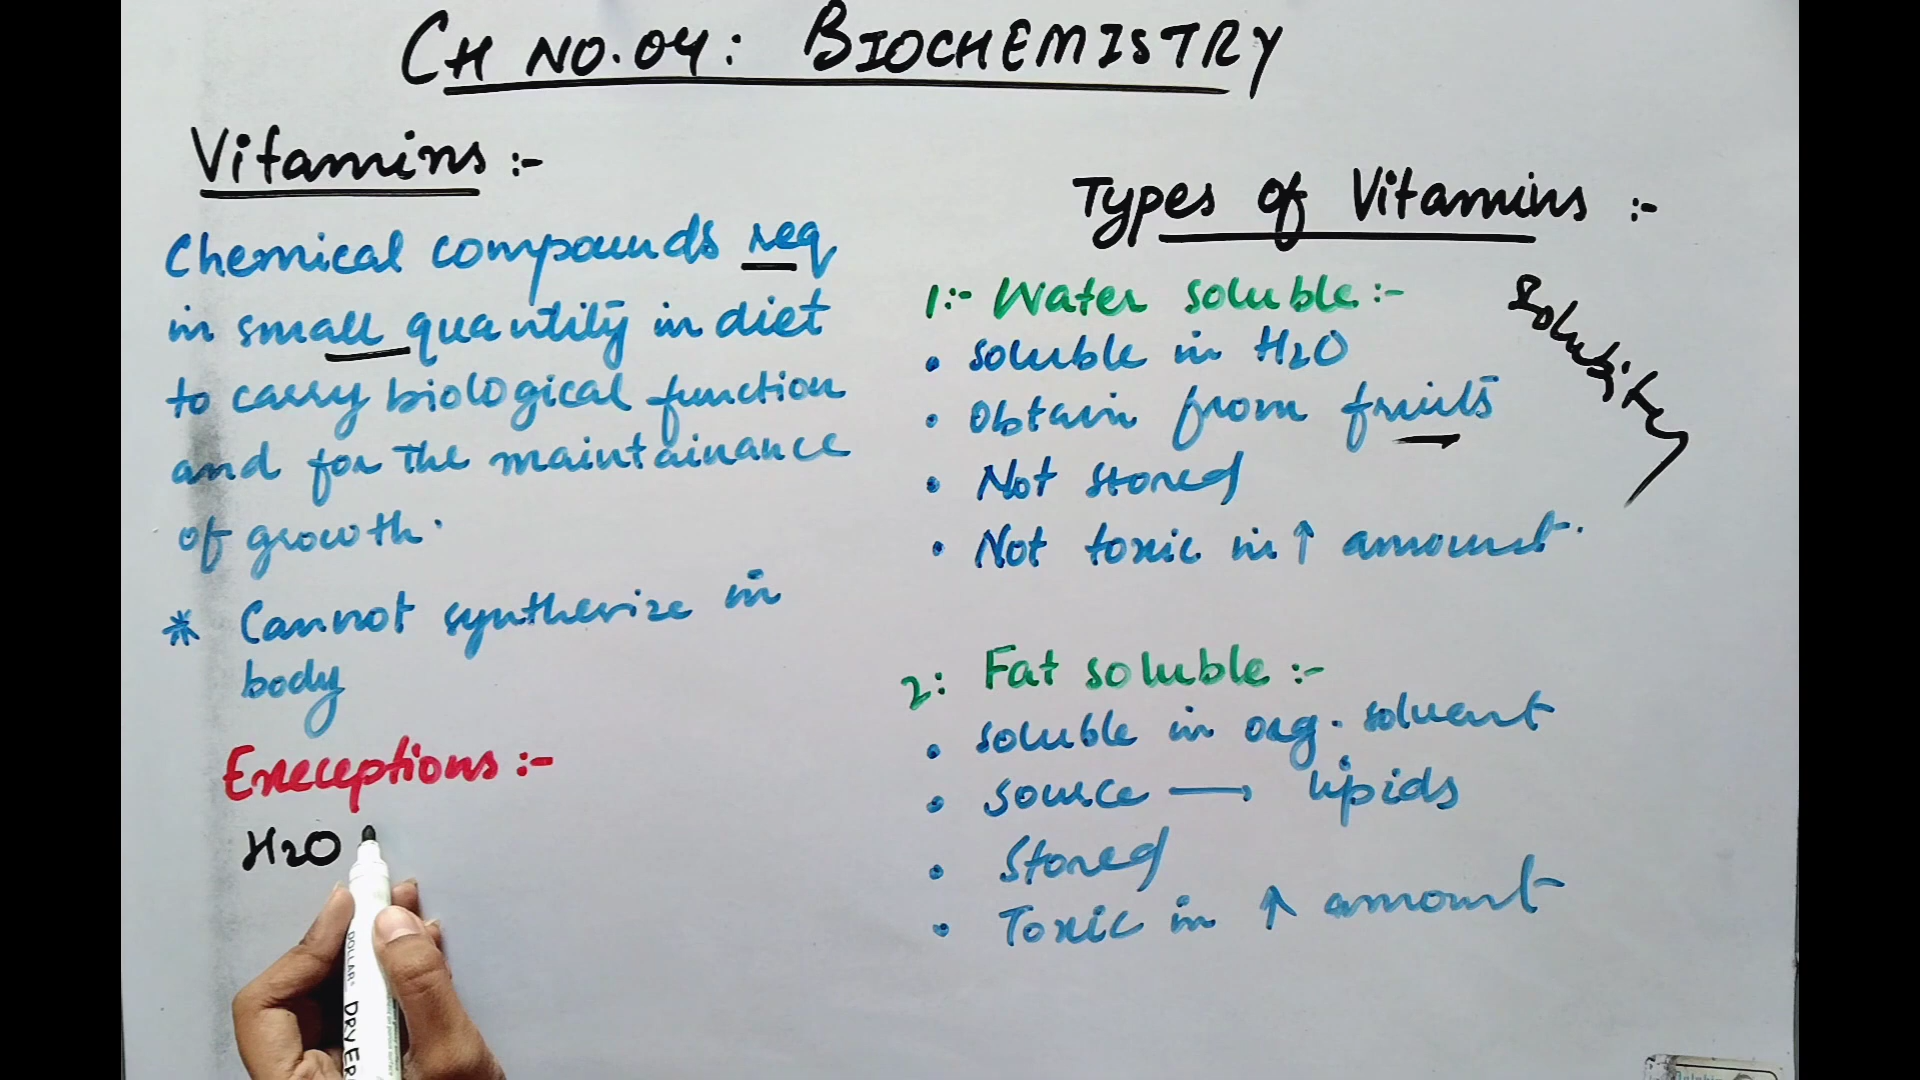 CH NO.04: BIOCHEMISTRY
Vitamins :-
Chemical compounds req
in small quantity in diet
to carry biological function
and for the maintainance
of growth.
* Cannot synthesize in
body
Execeptions :-
H2O
Types of Vitamins :-
1:- Water soluble :-
• soluble in H2O
• Obtain from fruits
• Not stored
• Not toxic in ↑ amount.
2: Fat soluble :-
• soluble in org. solvent
• source → lipids
• Stored
• Toxic in ↑ amount
DOLLAR®